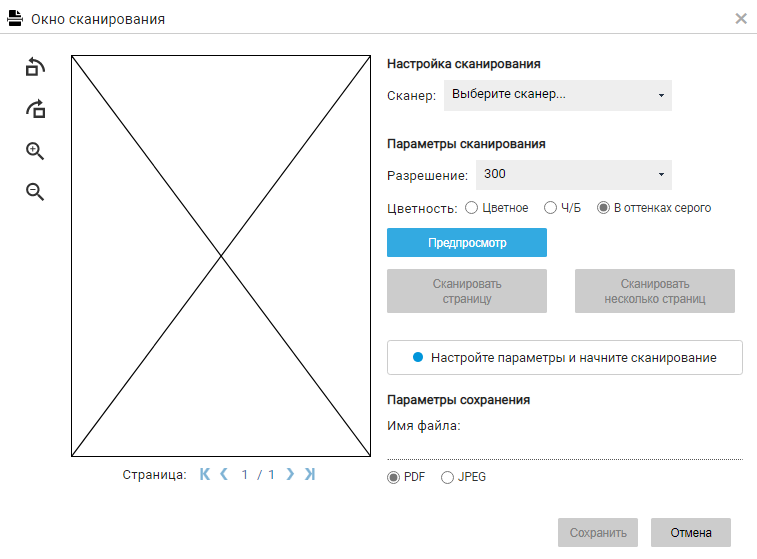 Окно сканирования
Настройка сканирования
Сканер: Выберите сканер...
Параметры сканирования
Разрешение: 300
Цветность: Цветное Ч/Б В оттенках серого
Предпросмотр
Сканировать
страницу
Сканировать
несколько страниц
Настройте параметры и начните сканирование
Параметры сохранения
Имя файла:
Страница: 1 / 1
PDF JPEG
Сохранить Отмена